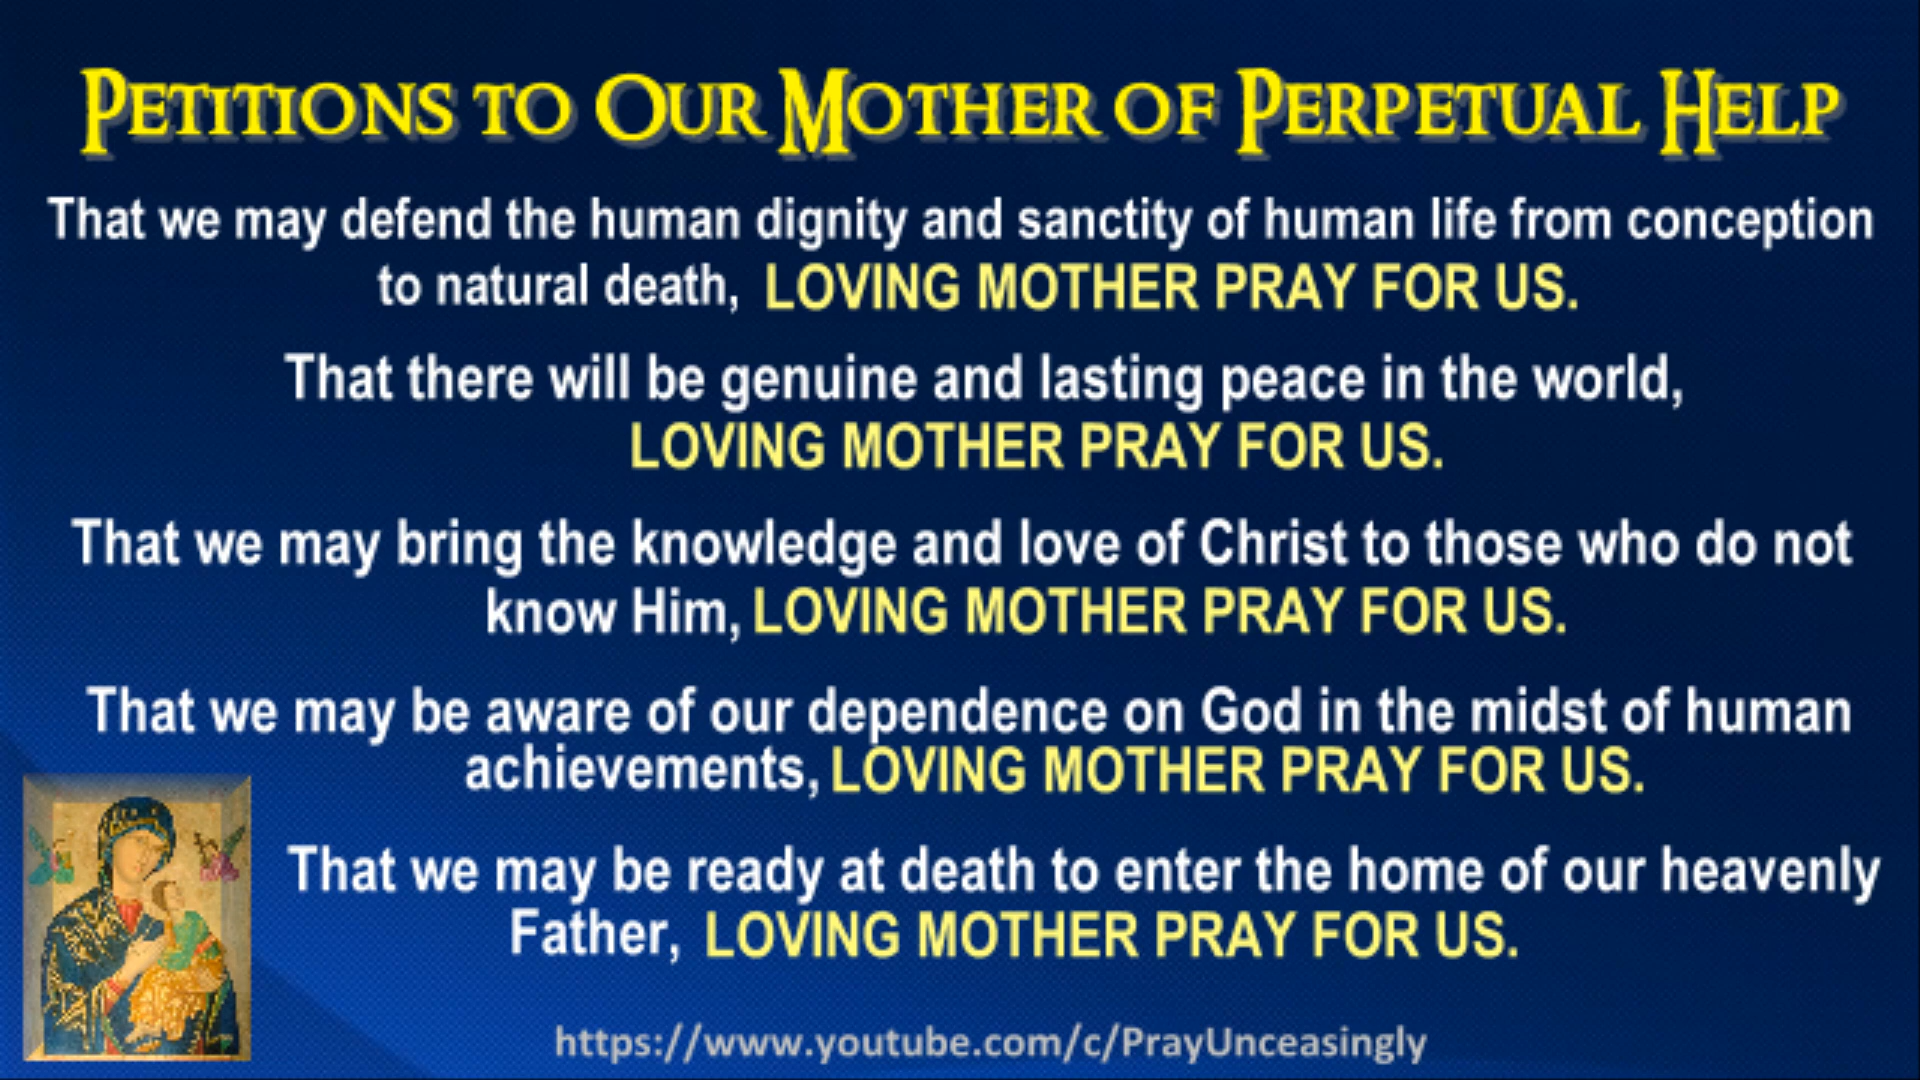 PETITIONS TO OUR MOTHER OF PERPETUAL HELP
That we may defend the human dignity and sanctity of human life from conception
to natural death, LOVING MOTHER PRAY FOR US.
That there will be genuine and lasting peace in the world,
LOVING MOTHER PRAY FOR US.
That we may bring the knowledge and love of Christ to those who do not
know Him, LOVING MOTHER PRAY FOR US.
That we may be aware of our dependence on God in the midst of human
achievements, LOVING MOTHER PRAY FOR US.
That we may be ready at death to enter the home of our heavenly
Father, LOVING MOTHER PRAY FOR US.
https://www.youtube.com/c/PrayUnceasingly